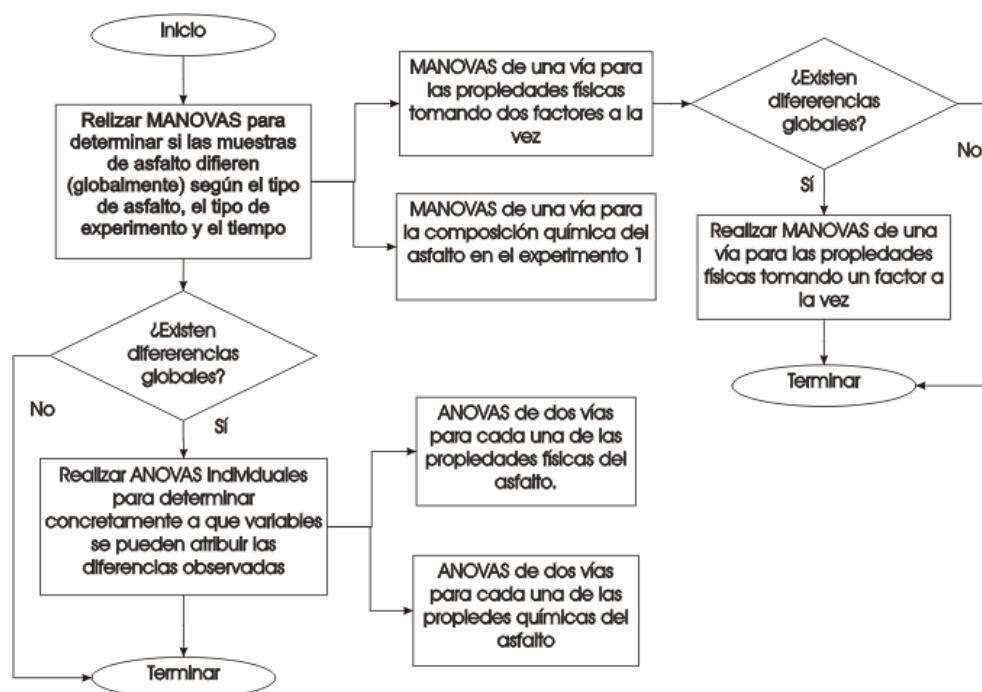 Inicio
Relizar MANOVAS para
determinar si las muestras
de asfalto difieren
(globalmente) según el tipo
de asfalto, el tipo de
experimento y el tiempo
MANOVAS de una vía para
las propiedades físicas
tomando dos factores a la
vez
MANOVAS de una vía para
la composición química del
asfalto en el experimento 1
¿Existen
difererencias
globales?
No
Sí
Realizar MANOVAS de una
vía para las propiedades
físicas tomando un factor a
la vez
Terminar
¿Existen
difererencias
globales?
No
Sí
Realizar ANOVAS individuales
para determinar
concretamente a que variables
se pueden atribuir las
diferencias observadas
ANOVAS de dos vías
para cada una de las
propiedades físicas del
asfalto.
ANOVAS de dos vías
para cada una de las
propiedes químicas del
asfalto
Terminar